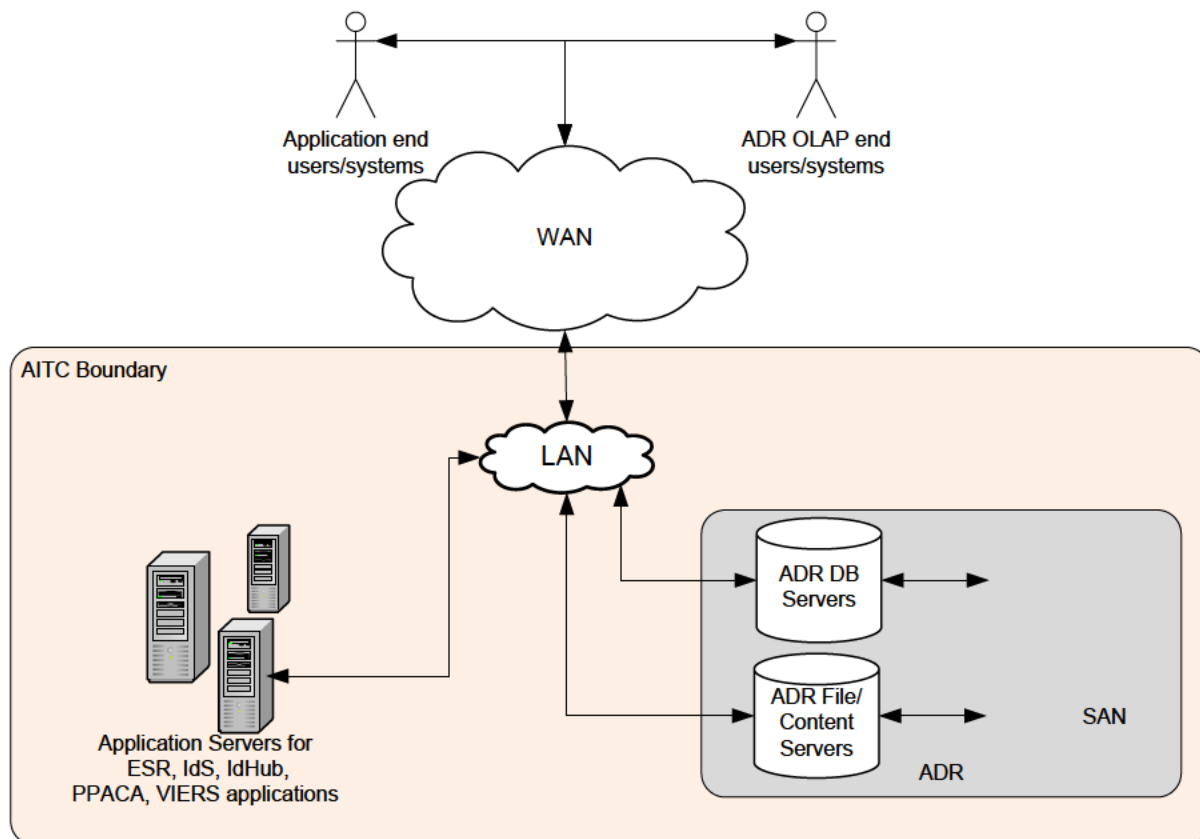 Application end
users/systems
ADR OLAP end
users/systems
WAN
AITC Boundary
LAN
ADR DB
Servers
ADR File/
Content
Servers
SAN
ADR
Application Servers for
ESR, IdS, IdHub,
PPACA, VIERS applications